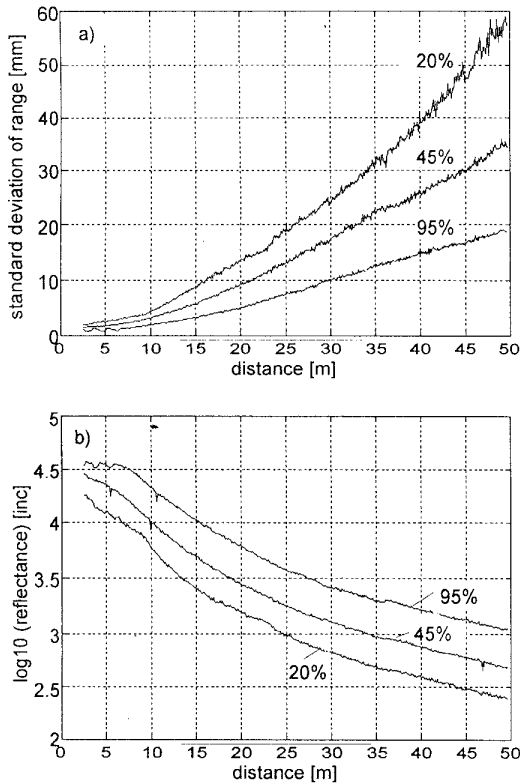 a)
standard deviation of range [mm]
60
50
40
30
20
10
0
20%
45%
95%
0 5 10 15 20 25 30 35 40 45 50
distance [m]
b)
log10 (reflectance) [inc]
5
4.5
4
3.5
3
2.5
2
95%
45%
20%
0 5 10 15 20 25 30 35 40 45 50
distance [m]